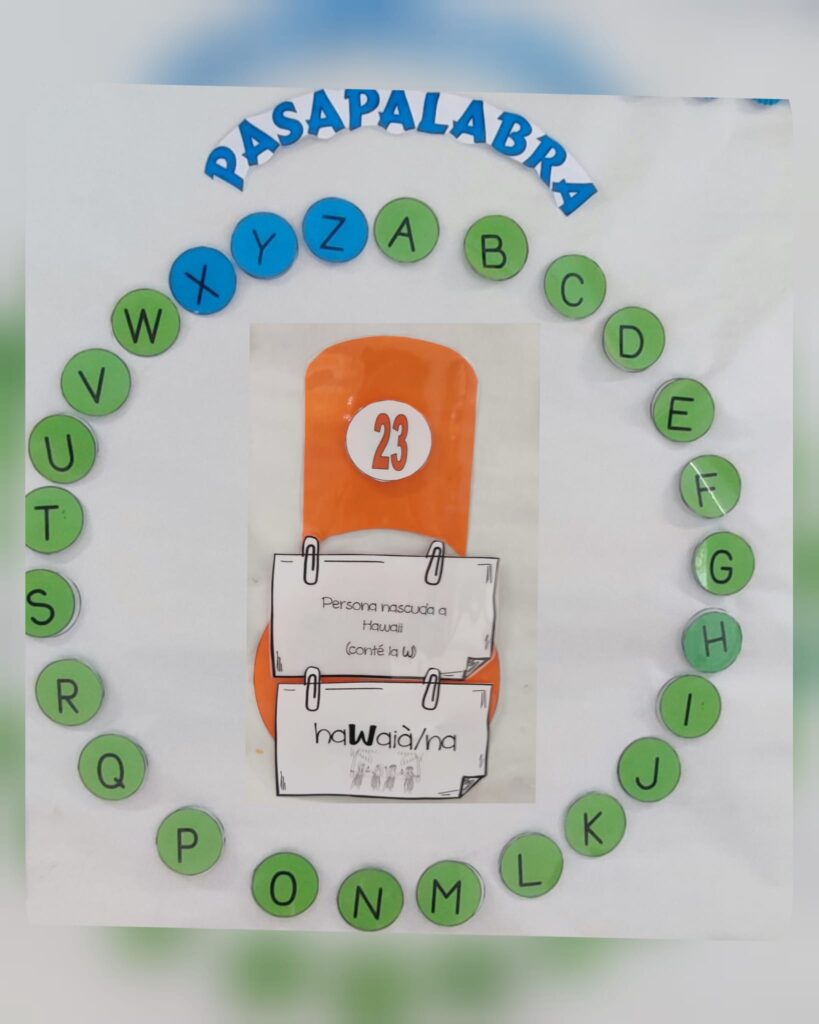 PASAPALABRA
A
B
C
D
E
F
G
H
I
J
K
L
M
N
O
P
Q
R
S
T
U
V
W
X
Y
Z
23
Persona nascuda a
Hawaii
(conté la W)
haWaià/na